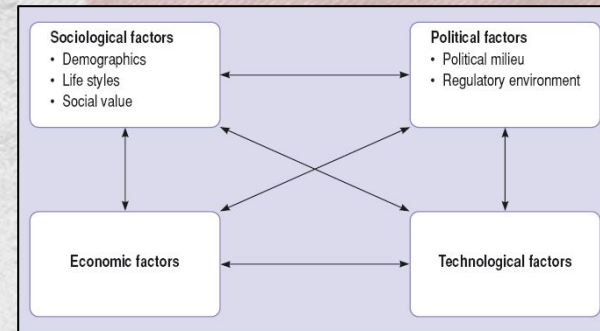 Sociological factors
• Demographics
• Life styles
• Social value
Political factors
• Political milieu
• Regulatory environment
Economic factors
Technological factors